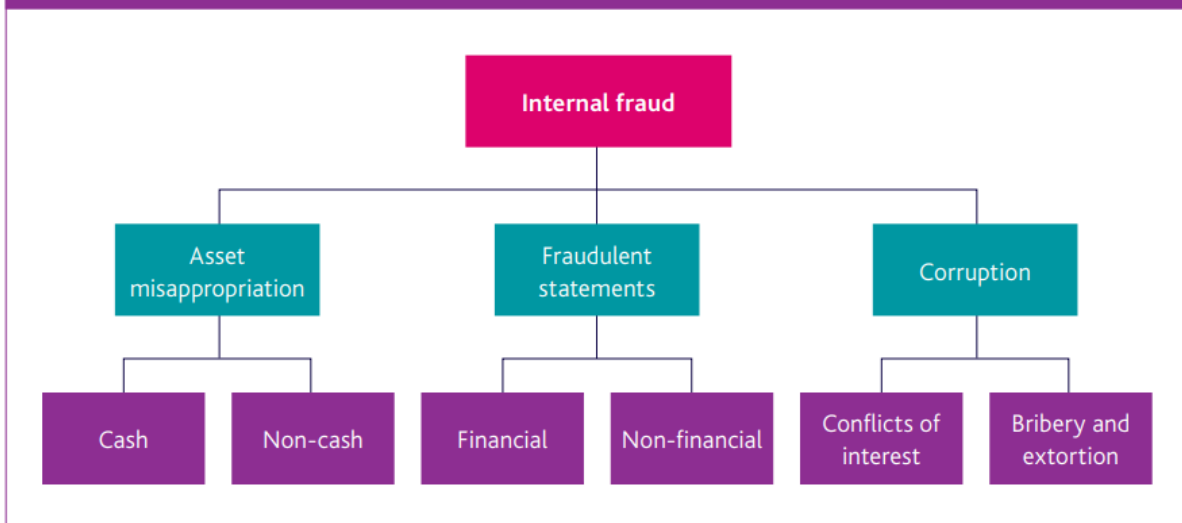 Internal fraud
Asset
misappropriation
Fraudulent
statements
Corruption
Cash
Non-cash
Financial
Non-financial
Conflicts of
interest
Bribery and
extortion